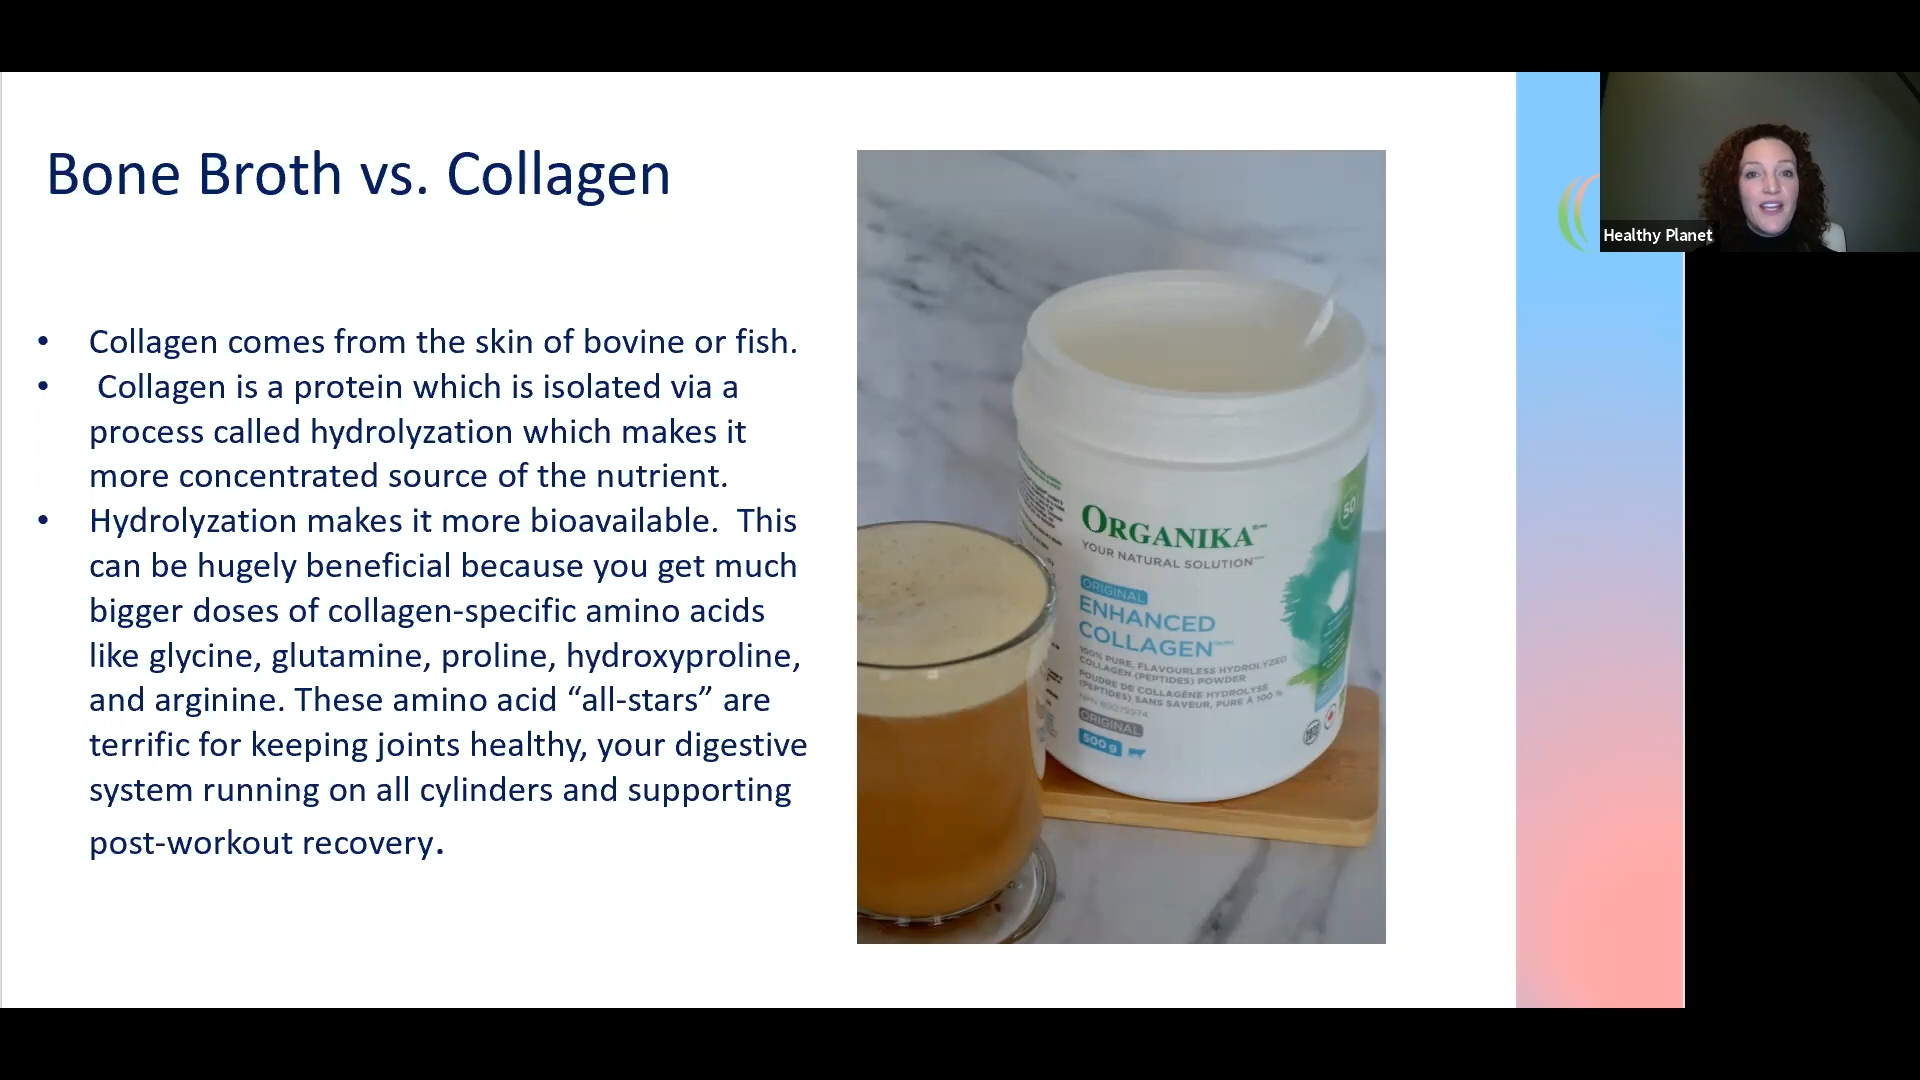 Bone Broth vs. Collagen
• Collagen comes from the skin of bovine or fish.
• Collagen is a protein which is isolated via a
process called hydrolyzation which makes it
more concentrated source of the nutrient.
• Hydrolyzation makes it more bioavailable. This
can be hugely beneficial because you get much
bigger doses of collagen-specific amino acids
like glycine, glutamine, proline, hydroxyproline,
and arginine. These amino acid “all-stars” are
terrific for keeping joints healthy, your digestive
system running on all cylinders and supporting
post-workout recovery.
ORGANIKA
YOUR NATURAL SOLUTION
ORIGINAL
ENHANCED
COLLAGEN
100% PURE, FLAVOURLESS HYDROLYZED
COLLAGEN (PEPTIDES) POWDER
POUDRE DE COLLAGÈNE HYDROLYSÉ
(PEPTIDES) SANS SAVEUR, PURE À 100 %
ORIGINAL
500 g
50
Healthy Planet